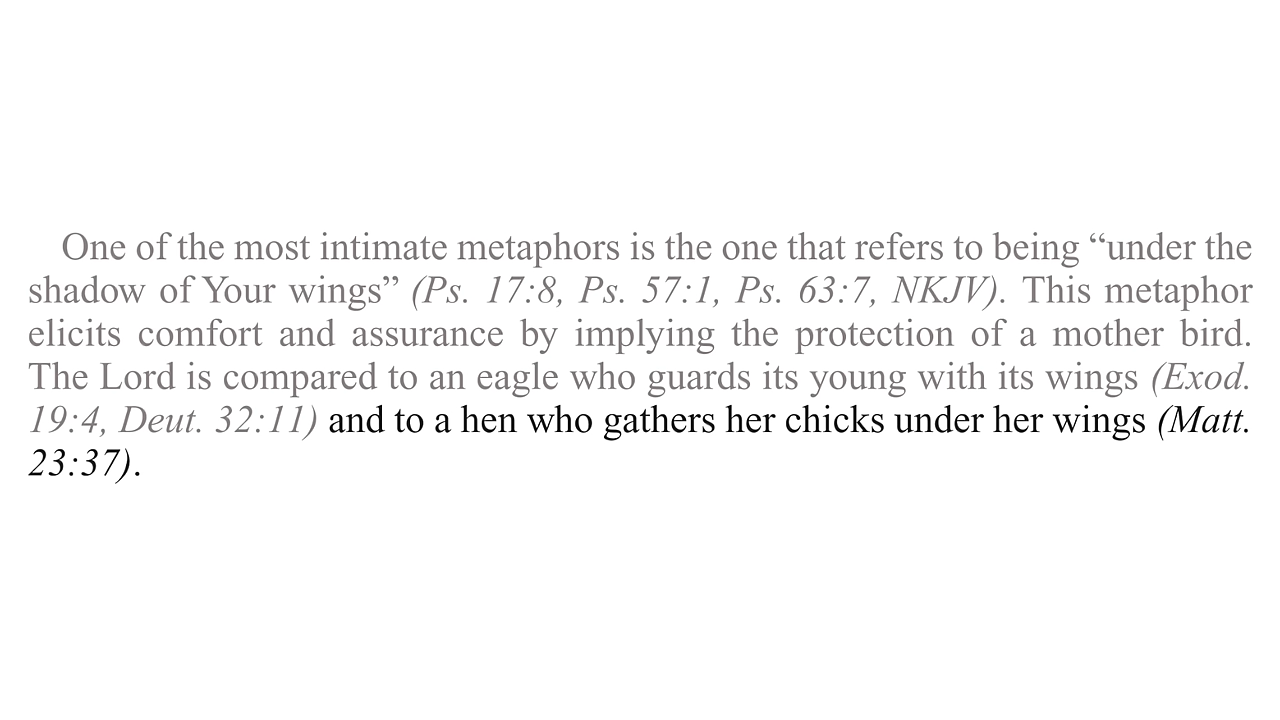 One of the most intimate metaphors is the one that refers to being “under the
shadow of Your wings” (Ps. 17:8, Ps. 57:1, Ps. 63:7, NKJV). This metaphor
elicits comfort and assurance by implying the protection of a mother bird.
The Lord is compared to an eagle who guards its young with its wings (Exod.
19:4, Deut. 32:11) and to a hen who gathers her chicks under her wings (Matt.
23:37).